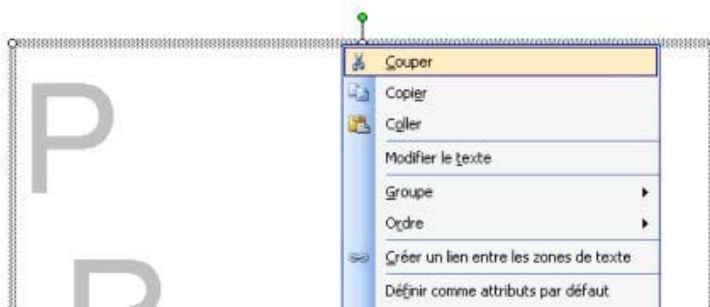 P
Couper
Copier
Coller
Modifier le texte
Groupe
Ordre
Créer un lien entre les zones de texte
Définir comme attributs par défaut